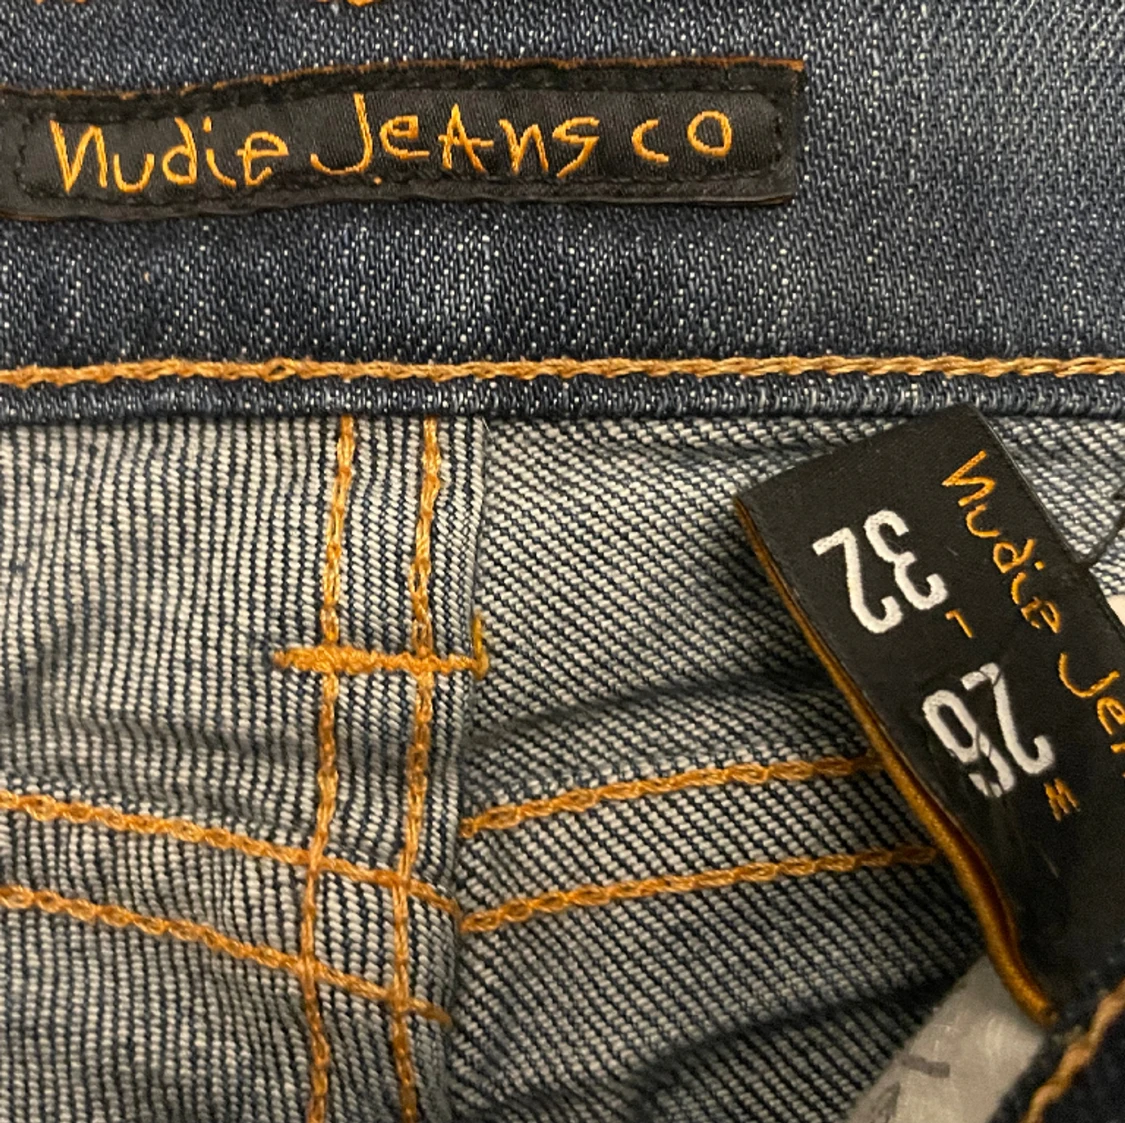 nudie Jeans co
nudie Jea
W 26 L 32